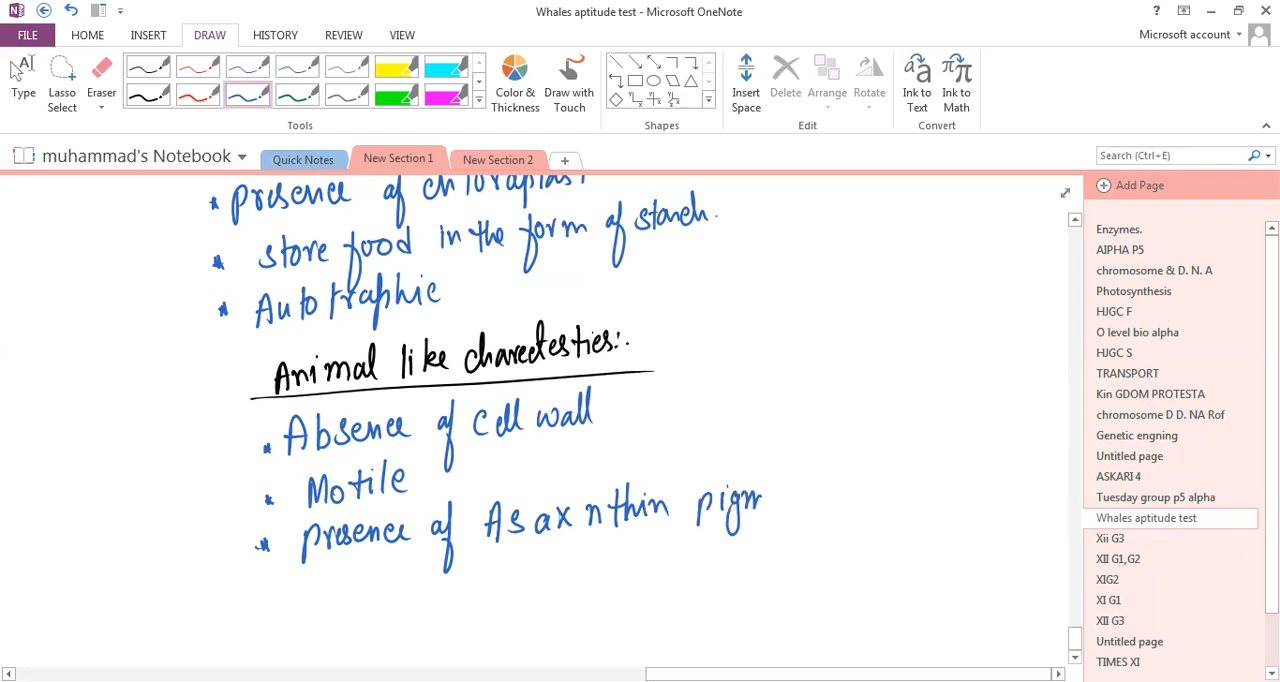 Whales aptitude test - Microsoft OneNote
?
FILE HOME INSERT DRAW HISTORY REVIEW VIEW
Microsoft account
Type
Lasso Select
Eraser
Color & Thickness
Draw with Touch
Insert Space
Delete
Arrange
Rotate
Ink to Text
Ink to Math
Tools
Shapes
Edit
Convert
muhammad's Notebook
Quick Notes
New Section 1
New Section 2
Search (Ctrl+E)
Add Page
* presence of chloraplast
* store food in the form of starch.
* Autotraphic
Animal like charectesties:.
* Absence of cell wall
* Motile
* presence of Asaxnthin pigm
Enzymes.
AlPHA P5
chromosome & D. N. A
Photosynthesis
HJGC F
O level bio alpha
HJGC S
TRANSPORT
Kin GDOM PROTESTA
chromosome D D. NA Rof
Genetic engning
Untitled page
ASKARI 4
Tuesday group p5 alpha
Whales aptitude test
Xii G3
XII G1,G2
XIG2
XI G1
XII G3
Untitled page
TIMES XI